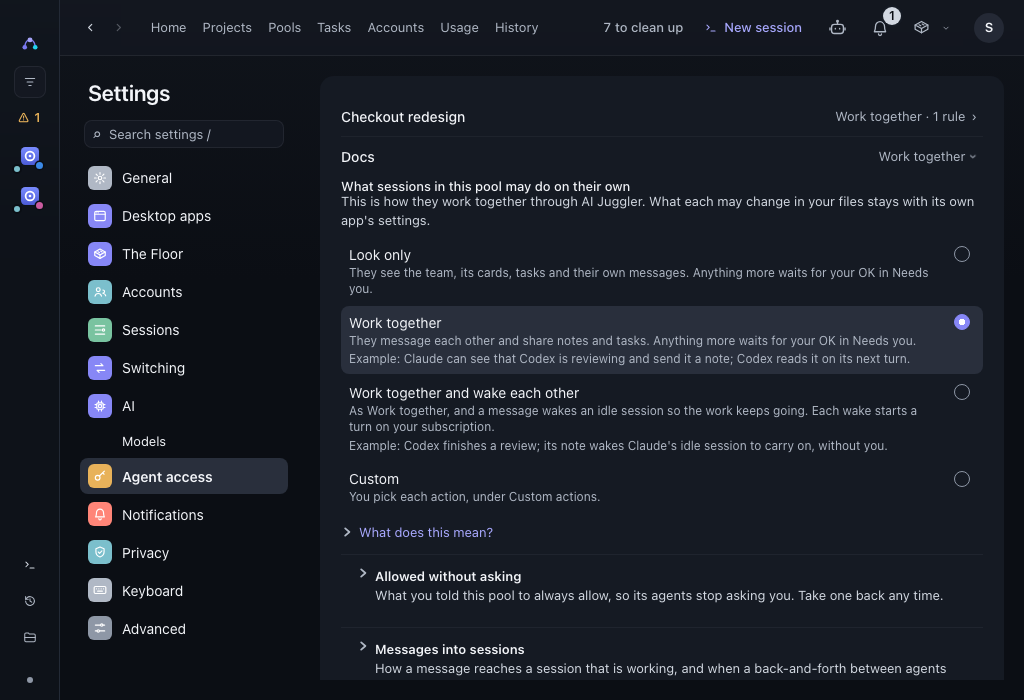 Home Projects Pools Tasks Accounts Usage History 7 to clean up New session 1 S
1
Settings
Search settings /
General
Desktop apps
The Floor
Accounts
Sessions
Switching
AI
Models
Agent access
Notifications
Privacy
Keyboard
Advanced
Checkout redesign Work together · 1 rule ›
Docs Work together
What sessions in this pool may do on their own
This is how they work together through AI Juggler. What each may change in your files stays with its own
app's settings.
Look only
They see the team, its cards, tasks and their own messages. Anything more waits for your OK in Needs
you.
Work together
They message each other and share notes and tasks. Anything more waits for your OK in Needs you.
Example: Claude can see that Codex is reviewing and send it a note; Codex reads it on its next turn.
Work together and wake each other
As Work together, and a message wakes an idle session so the work keeps going. Each wake starts a
turn on your subscription.
Example: Codex finishes a review; its note wakes Claude's idle session to carry on, without you.
Custom
You pick each action, under Custom actions.
What does this mean?
Allowed without asking
What you told this pool to always allow, so its agents stop asking you. Take one back any time.
Messages into sessions
How a message reaches a session that is working, and when a back-and-forth between agents